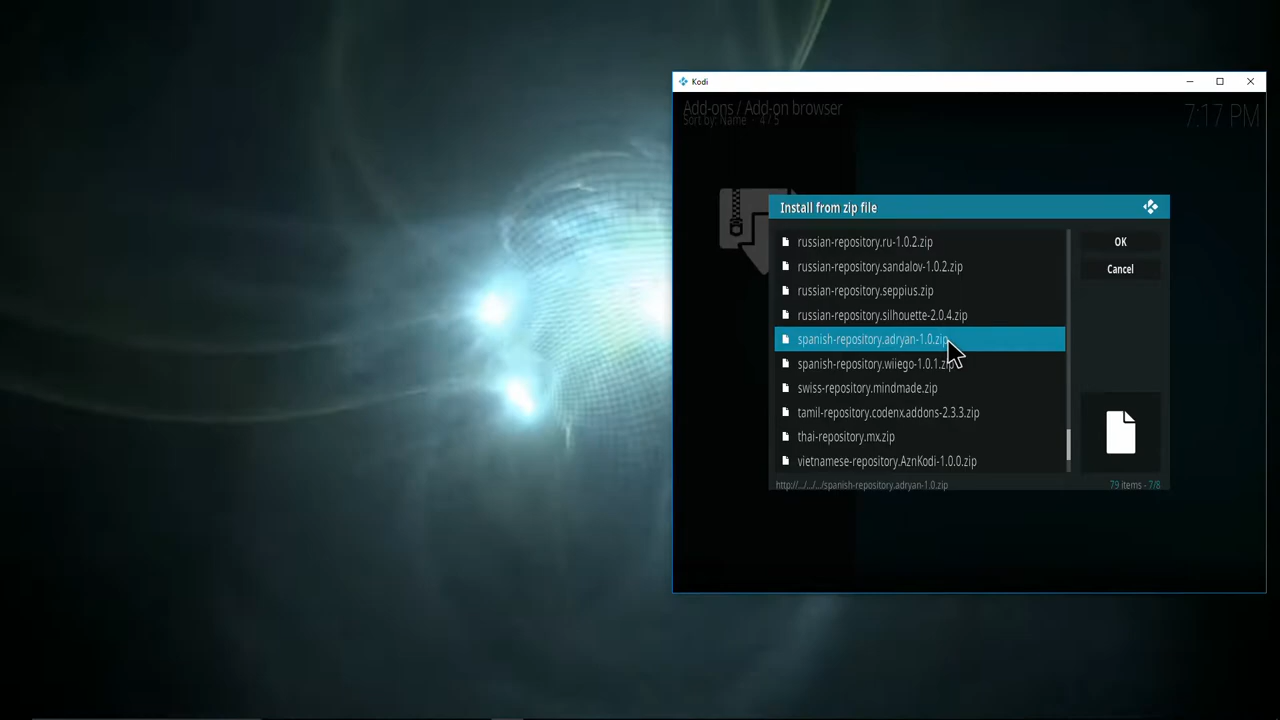 Kodi
Add-ons / Add-on browser
Sort by: Name · 4 / 5
7:17 PM
Install from zip file
russian-repository.ru-1.0.2.zip
russian-repository.sandalov-1.0.2.zip
russian-repository.seppius.zip
russian-repository.silhouette-2.0.4.zip
spanish-repository.adryan-1.0.zip
spanish-repository.wiiego-1.0.1.zip
swiss-repository.mindmade.zip
tamil-repository.codenx.addons-2.3.3.zip
thai-repository.mx.zip
vietnamese-repository.AznKodi-1.0.0.zip
OK
Cancel
http://../../../spanish-repository.adryan-1.0.zip
79 items - 7/8